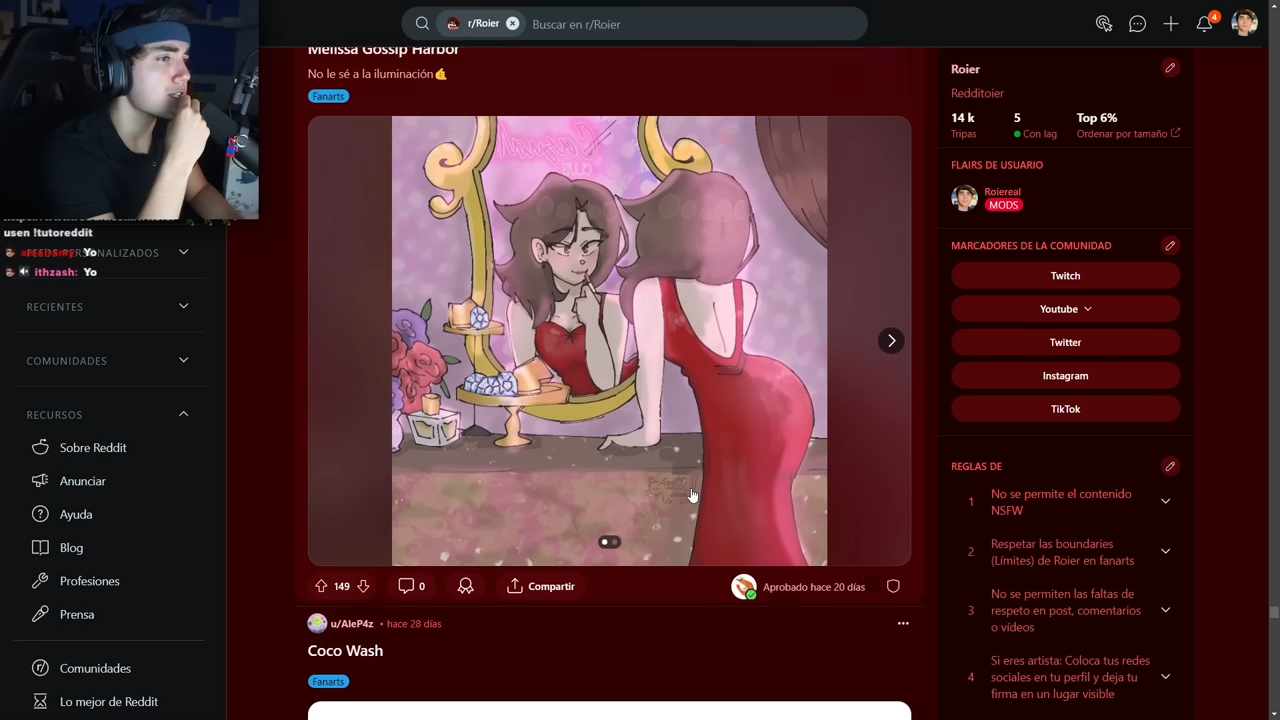 r/Roier
Buscar en r/Roier
4
Melissa Gossip Harbor
No le sé a la iluminación🤙
Fanarts
usen !tutoreddit
Yo
ithzash: Yo
FEEDS PERSONALIZADOS
RECIENTES
COMUNIDADES
RECURSOS
Sobre Reddit
Anunciar
Ayuda
Blog
Profesiones
Prensa
Comunidades
Lo mejor de Reddit
149
0
Compartir
Aprobado hace 20 días
u/AleP4z • hace 28 días
Coco Wash
Fanarts
Roier
Redditoier
14 k 5 Top 6%
Tripas Con lag Ordenar por tamaño
FLAIRS DE USUARIO
Roiereal
MODS
MARCADORES DE LA COMUNIDAD
Twitch
Youtube
Twitter
Instagram
TikTok
REGLAS DE
1 No se permite el contenido
NSFW
2 Respetar las boundaries
(Límites) de Roier en fanarts
3 No se permiten las faltas de
respeto en post, comentarios
o vídeos
4 Si eres artista: Coloca tus redes
sociales en tu perfil y deja tu
firma en un lugar visible